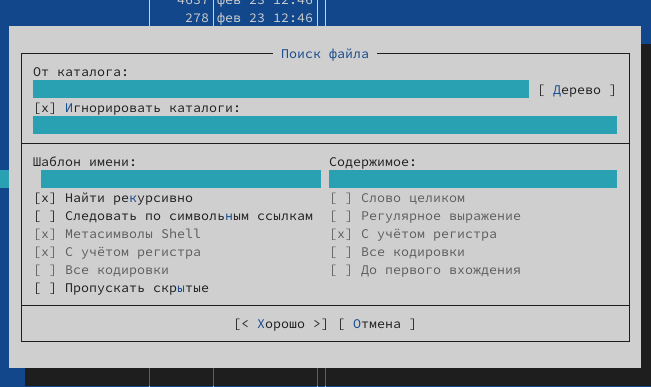 4637 фев 23 12:46
278 фев 23 12:46
Поиск файла
От каталога:
[ Дерево ]
[x] Игнорировать каталоги:
Шаблон имени: Содержимое:
[x] Найти рекурсивно [ ] Слово целиком
[ ] Следовать по символьным ссылкам [ ] Регулярное выражение
[x] Метасимволы Shell [x] С учётом регистра
[x] С учётом регистра [ ] Все кодировки
[ ] Все кодировки [ ] До первого вхождения
[ ] Пропускать скрытые
[< Хорошо >] [ Отмена ]